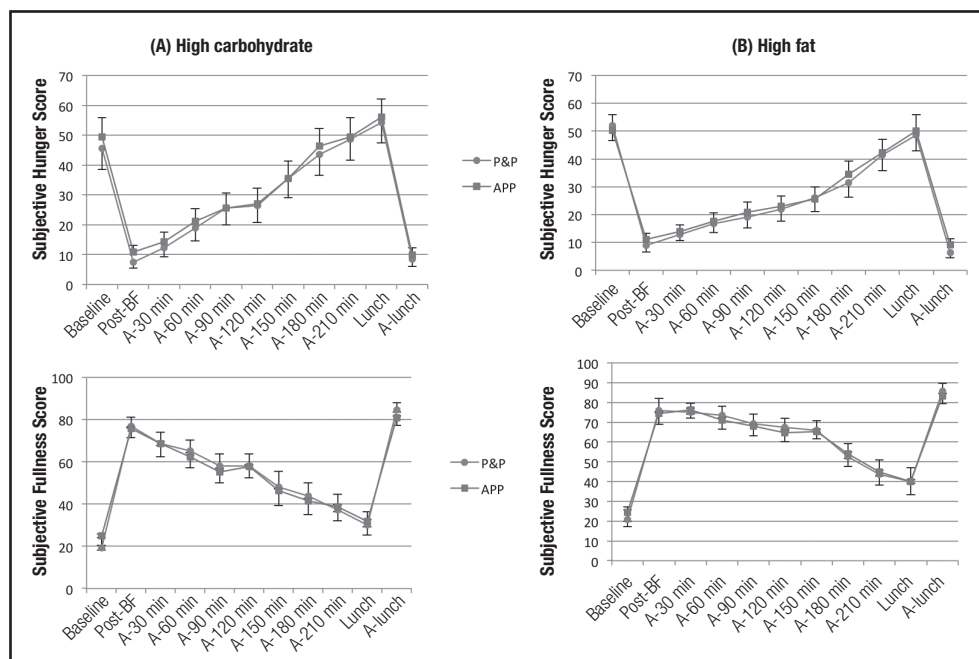 (A) High carbohydrate
(B) High fat
Subjective Hunger Score
70
60
50
40
30
20
10
0
Baseline
Post-BF
A-30 min
A-60 min
A-90 min
A-120 min
A-150 min
A-180 min
A-210 min
Lunch
A-lunch
P&P
APP
Subjective Hunger Score
70
60
50
40
30
20
10
0
Baseline
Post-BF
A-30 min
A-60 min
A-90 min
A-120 min
A-150 min
A-180 min
A-210 min
Lunch
A-lunch
Subjective Fullness Score
100
80
60
40
20
0
Baseline
Post-BF
A-30 min
A-60 min
A-90 min
A-120 min
A-150 min
A-180 min
A-210 min
Lunch
A-lunch
P&P
APP
Subjective Fullness Score
100
90
80
70
60
50
40
30
20
10
0
Baseline
Post-BF
A-30 min
A-60 min
A-90 min
A-120 min
A-150 min
A-180 min
A-210 min
Lunch
A-lunch